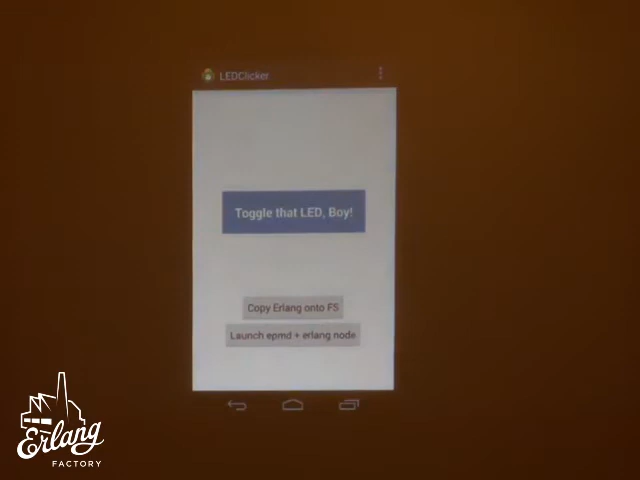 LEDClicker
Toggle that LED, Boy!
Copy Erlang onto FS
Launch epmd + erlang node
Erlang
FACTORY